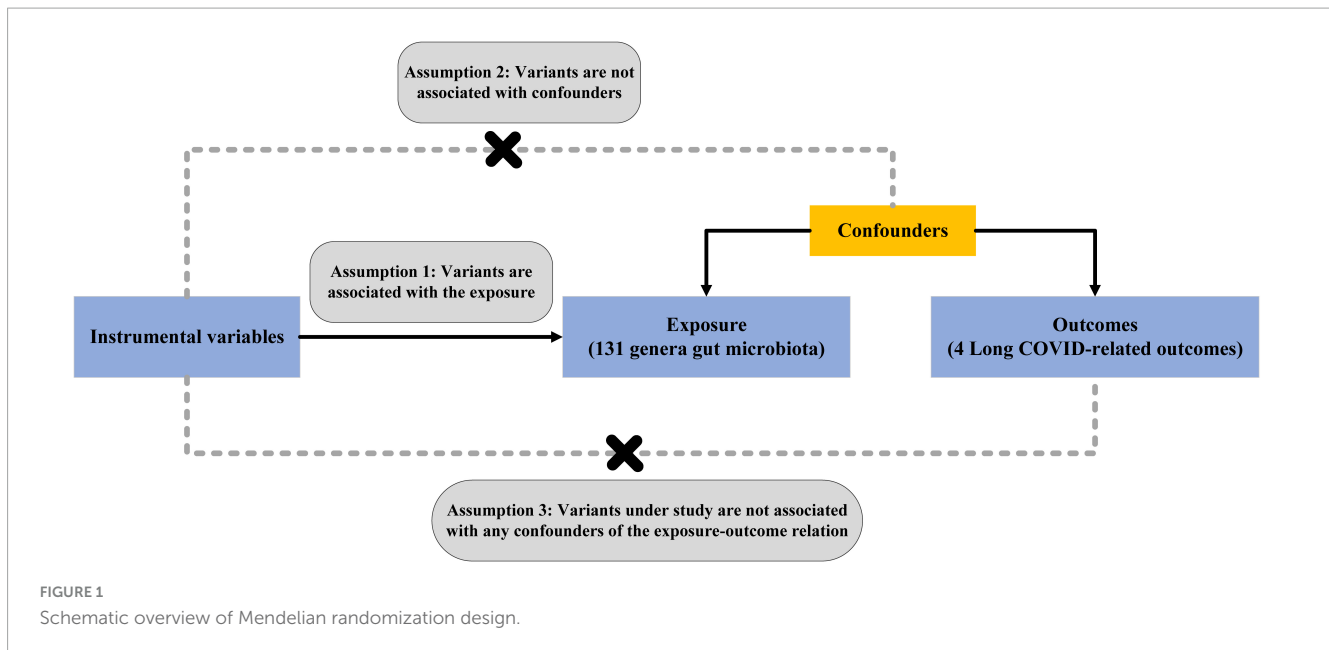 Assumption 2: Variants are not
associated with confounders
Confounders
Assumption 1: Variants are
associated with the exposure
Instrumental variables
Exposure
(131 genera gut microbiota)
Outcomes
(4 Long COVID-related outcomes)
Assumption 3: Variants under study are not associated
with any confounders of the exposure-outcome relation
FIGURE 1
Schematic overview of Mendelian randomization design.